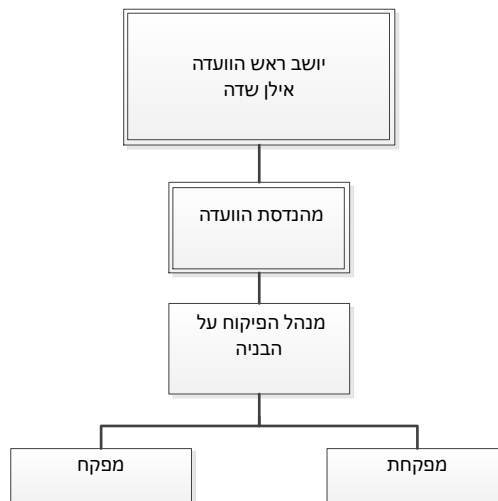 יושב ראש הוועדה
אילן שדה
מהנדסת הוועדה
מנהל הפיקוח על
הבניה
מפקחת
מפקח